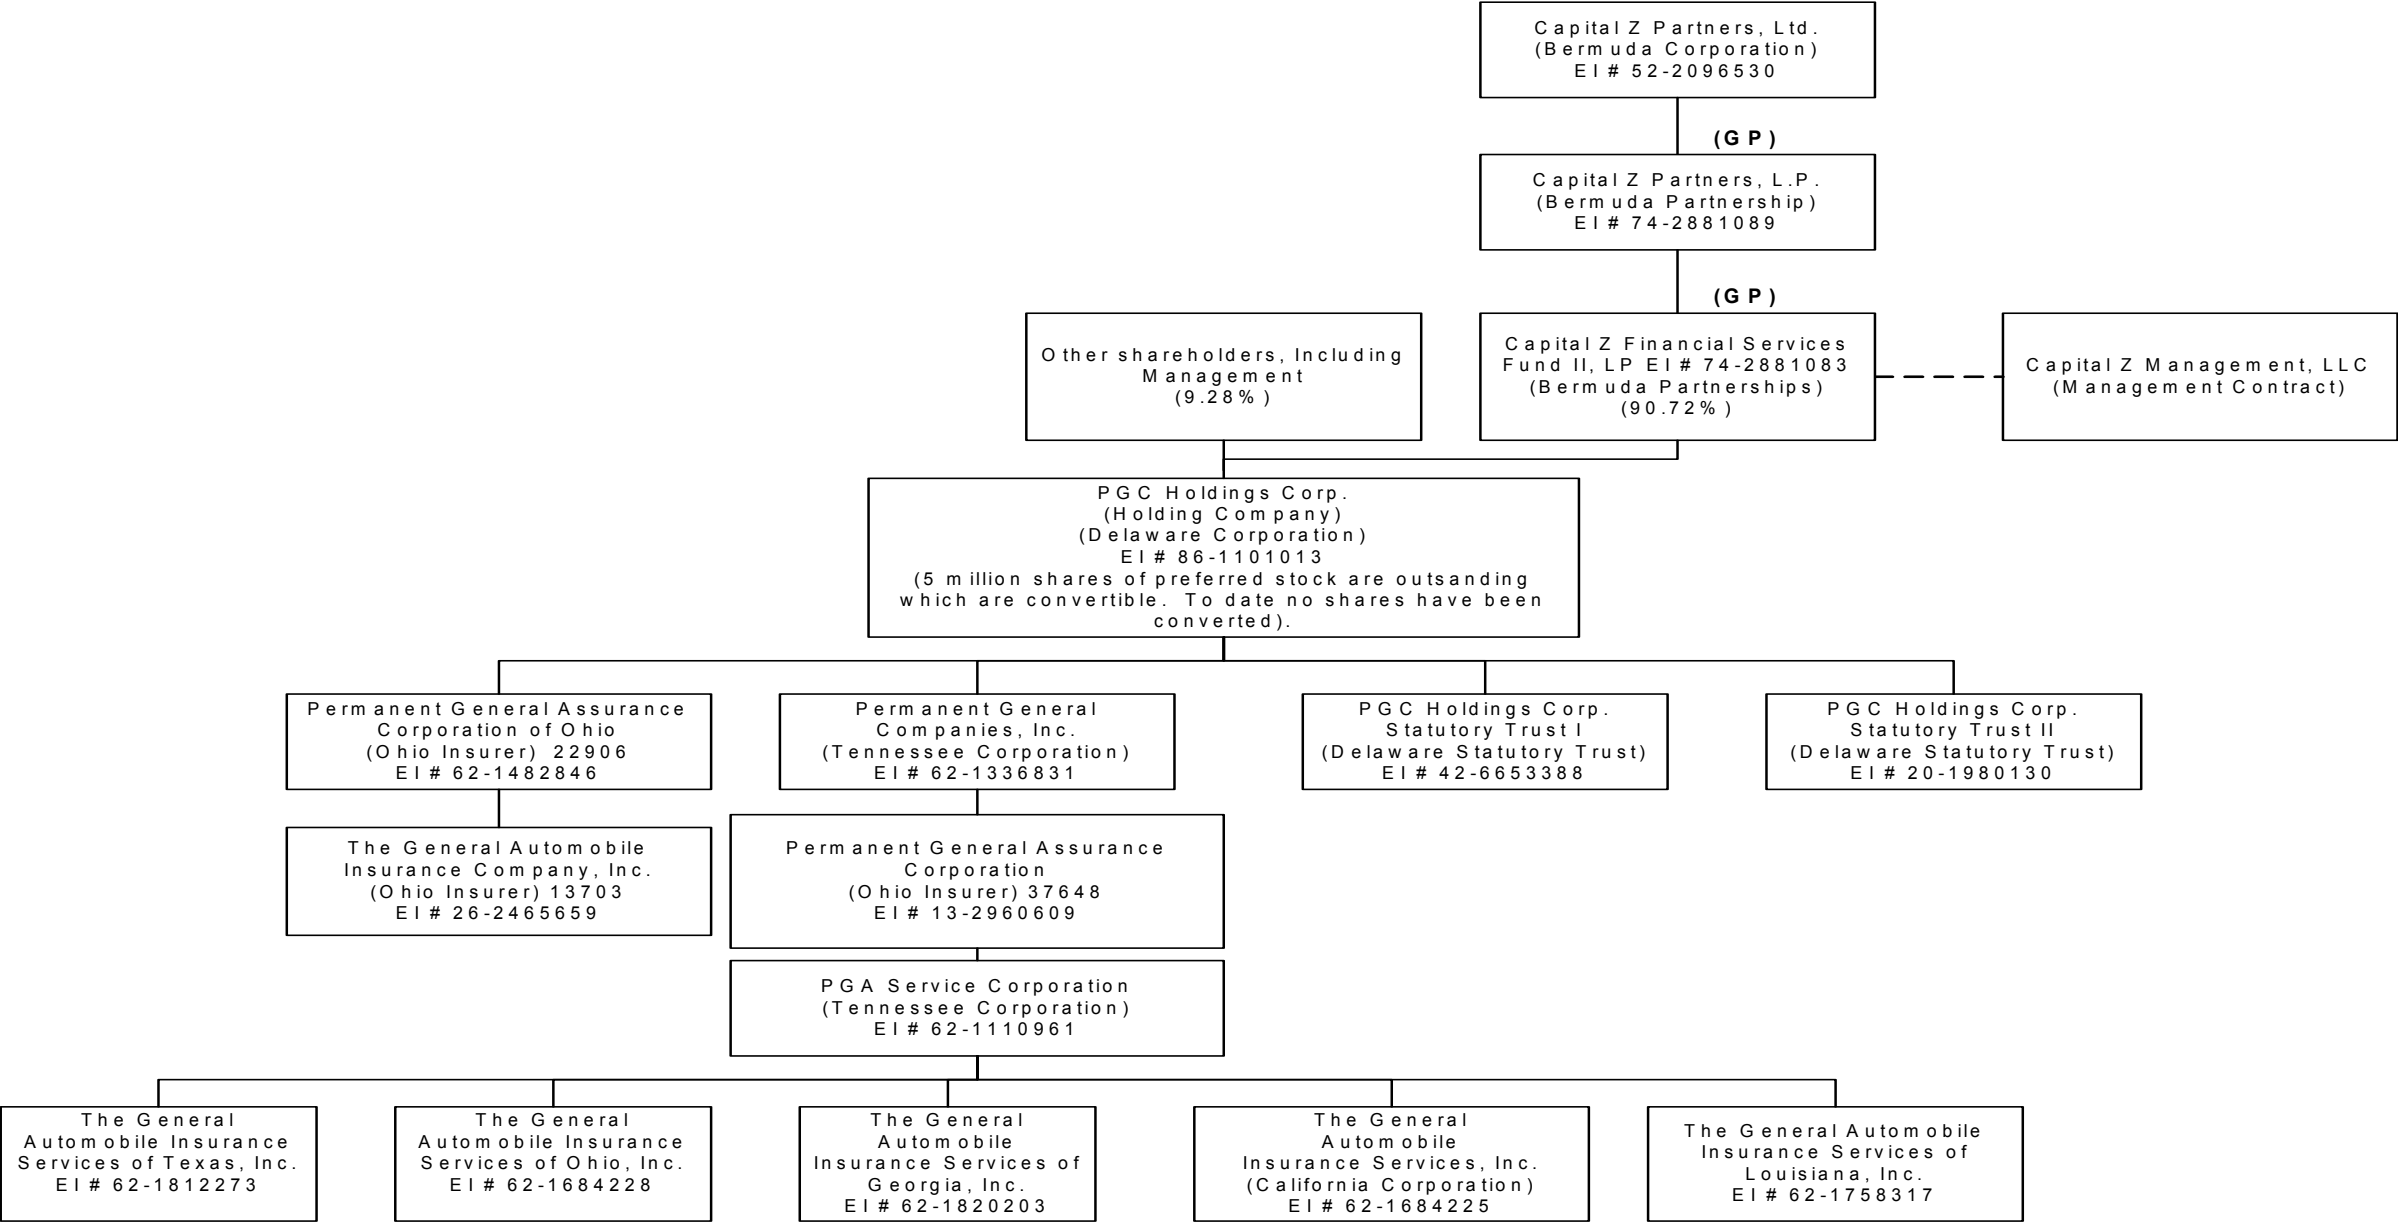 Capital Z Partners, Ltd.
(Bermuda Corporation)
EI# 52-2096530
(GP)
Capital Z Partners, L.P.
(Bermuda Partnership)
EI# 74-2881089
(GP)
Other shareholders, Including
Management
(9.28%)
Capital Z Financial Services
Fund II, LP EI# 74-2881083
(Bermuda Partnerships)
(90.72%)
Capital Z Management, LLC
(Management Contract)
PGC Holdings Corp.
(Holding Company)
(Delaware Corporation)
EI# 86-1101013
(5 million shares of preferred stock are outsanding
which are convertible. To date no shares have been
converted).
Permanent General Assurance
Corporation of Ohio
(Ohio Insurer) 22906
EI# 62-1482846
Permanent General
Companies, Inc.
(Tennessee Corporation)
EI# 62-1336831
PGC Holdings Corp.
Statutory Trust I
(Delaware Statutory Trust)
EI# 42-6653388
PGC Holdings Corp.
Statutory Trust II
(Delaware Statutory Trust)
EI# 20-1980130
The General Automobile
Insurance Company, Inc.
(Ohio Insurer) 13703
EI# 26-2465659
Permanent General Assurance
Corporation
(Ohio Insurer) 37648
EI# 13-2960609
PGA Service Corporation
(Tennessee Corporation)
EI# 62-1110961
The General
Automobile Insurance
Services of Texas, Inc.
EI# 62-1812273
The General
Automobile Insurance
Services of Ohio, Inc.
EI# 62-1684228
The General
Automobile
Insurance Services of
Georgia, Inc.
EI# 62-1820203
The General
Automobile
Insurance Services, Inc.
(California Corporation)
EI# 62-1684225
The General Automobile
Insurance Services of
Louisiana, Inc.
EI# 62-1758317